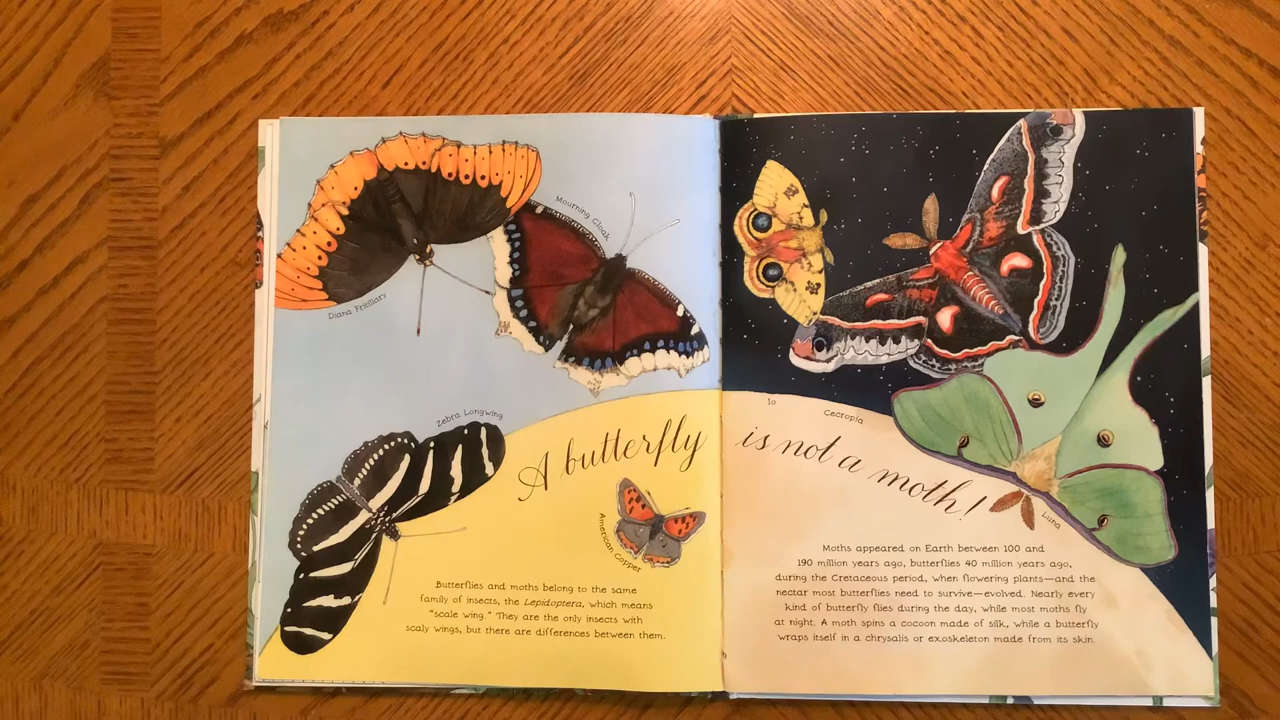 Diana Fritillary
Mourning Cloak
Zebra Longwing
A butterfly
American Copper
Butterflies and moths belong to the same
family of insects, the Lepidoptera, which means
"scale wing." They are the only insects with
scaly wings, but there are differences between them.
Io
Cecropia
Luna
is not a moth!
Moths appeared on Earth between 100 and
190 million years ago, butterflies 40 million years ago,
during the Cretaceous period, when flowering plants—and the
nectar most butterflies need to survive—evolved. Nearly every
kind of butterfly flies during the day, while most moths fly
at night. A moth spins a cocoon made of silk, while a butterfly
wraps itself in a chrysalis or exoskeleton made from its skin.